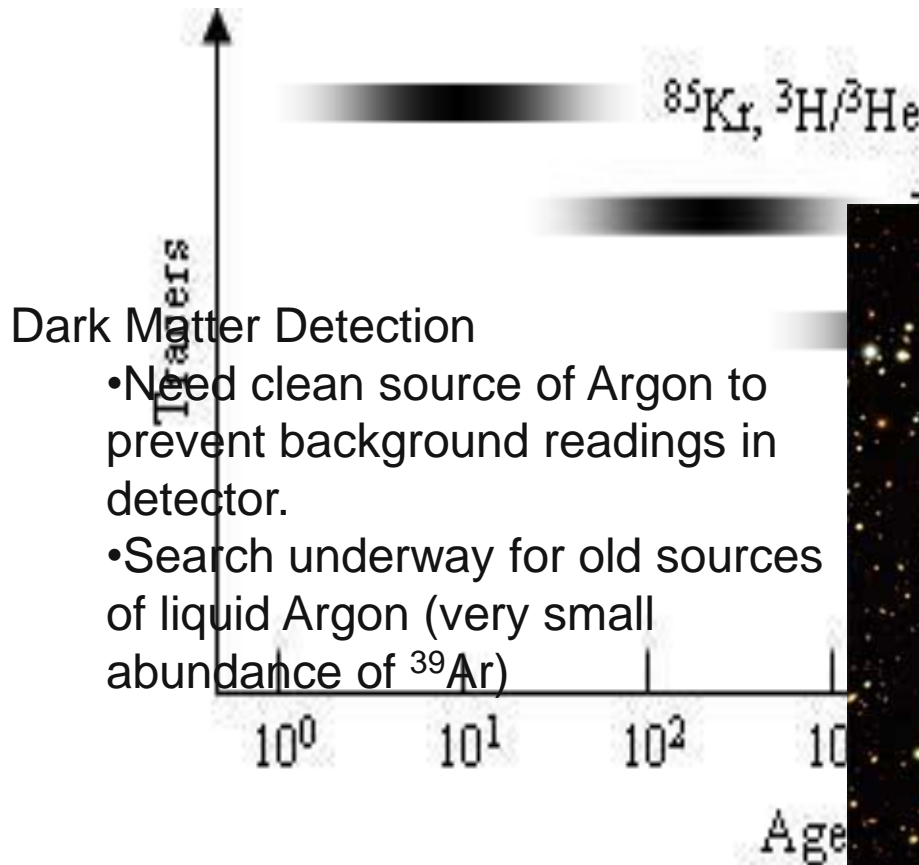 ⁸⁵Kr, ³H/³He
Tracers
Dark Matter Detection
•Need clean source of Argon to
prevent background readings in
detector.
•Search underway for old sources
of liquid Argon (very small
abundance of ³⁹Ar)
10⁰ 10¹ 10² 10
Age